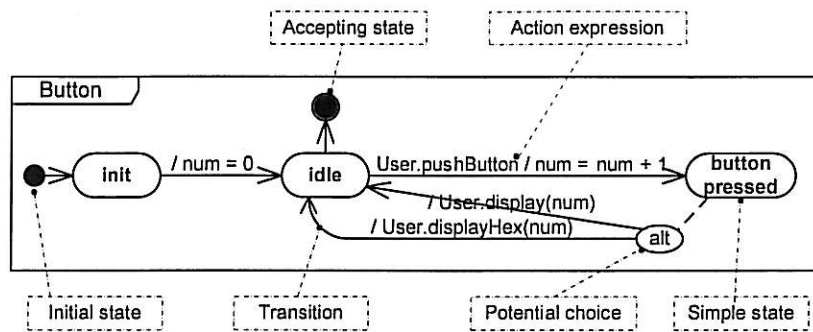 Accepting state
Action expression
Button
init
/ num = 0
idle
User.pushButton / num = num + 1
button
pressed
/ User.display(num)
/ User.displayHex(num)
alt
Initial state
Transition
Potential choice
Simple state